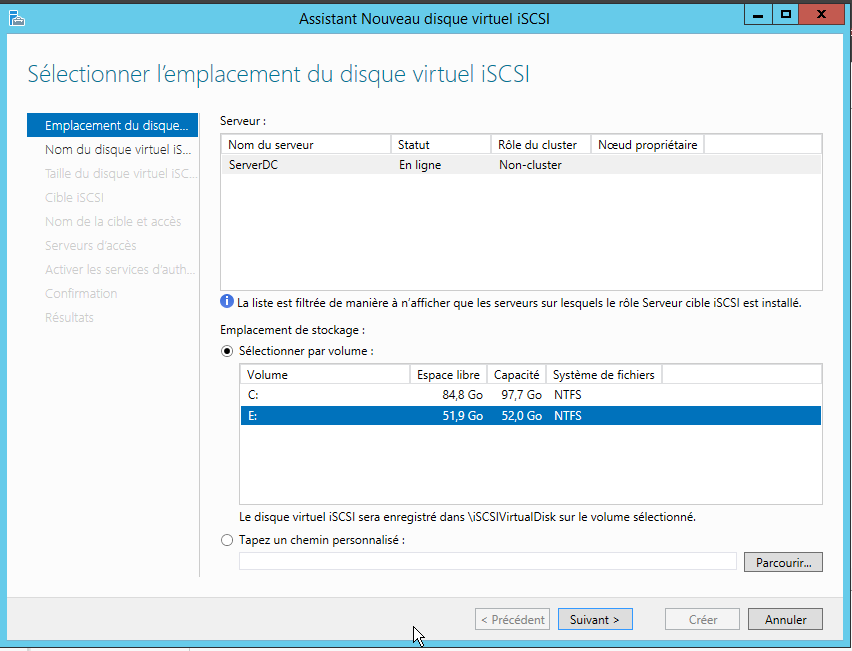 Assistant Nouveau disque virtuel iSCSI
Sélectionner l'emplacement du disque virtuel iSCSI
Emplacement du disque...
Nom du disque virtuel iS...
Taille du disque virtuel iSC...
Cible iSCSI
Nom de la cible et accès
Serveurs d'accès
Activer les services d'auth...
Confirmation
Résultats
Serveur :
Nom du serveur Statut Rôle du cluster Nœud propriétaire
ServerDC En ligne Non-cluster
La liste est filtrée de manière à n'afficher que les serveurs sur lesquels le rôle Serveur cible iSCSI est installé.
Emplacement de stockage :
Sélectionner par volume :
Volume Espace libre Capacité Système de fichiers
C: 84,8 Go 97,7 Go NTFS
E: 51,9 Go 52,0 Go NTFS
Le disque virtuel iSCSI sera enregistré dans \iSCSIVirtualDisk sur le volume sélectionné.
Tapez un chemin personnalisé :
Parcourir...
< Précédent Suivant > Créer Annuler